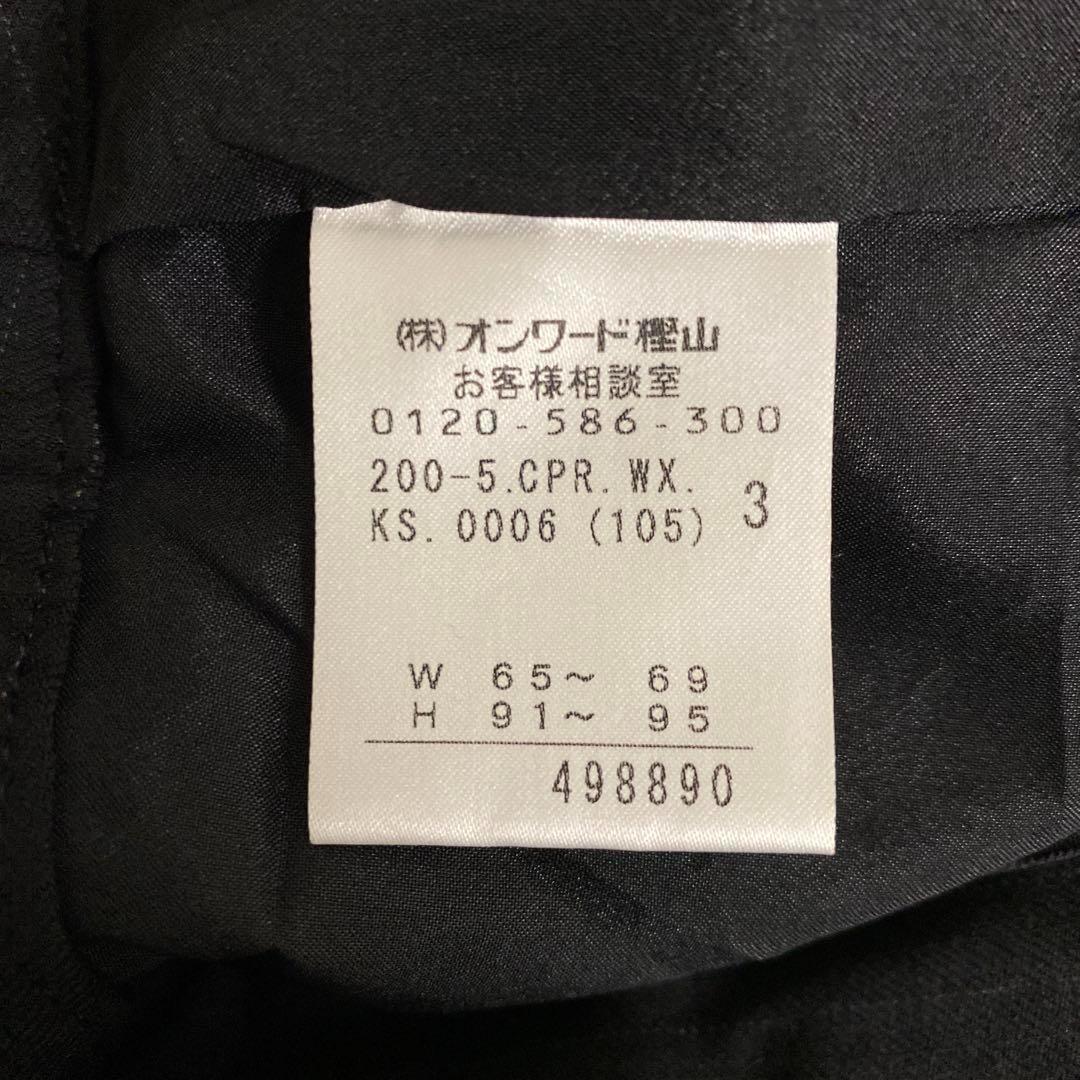 (株)オンワード樫山
お客様相談室
0120-586-300
200-5.CPR.WX.
KS.0006 (105) 3
W 65~ 69
H 91~ 95
498890